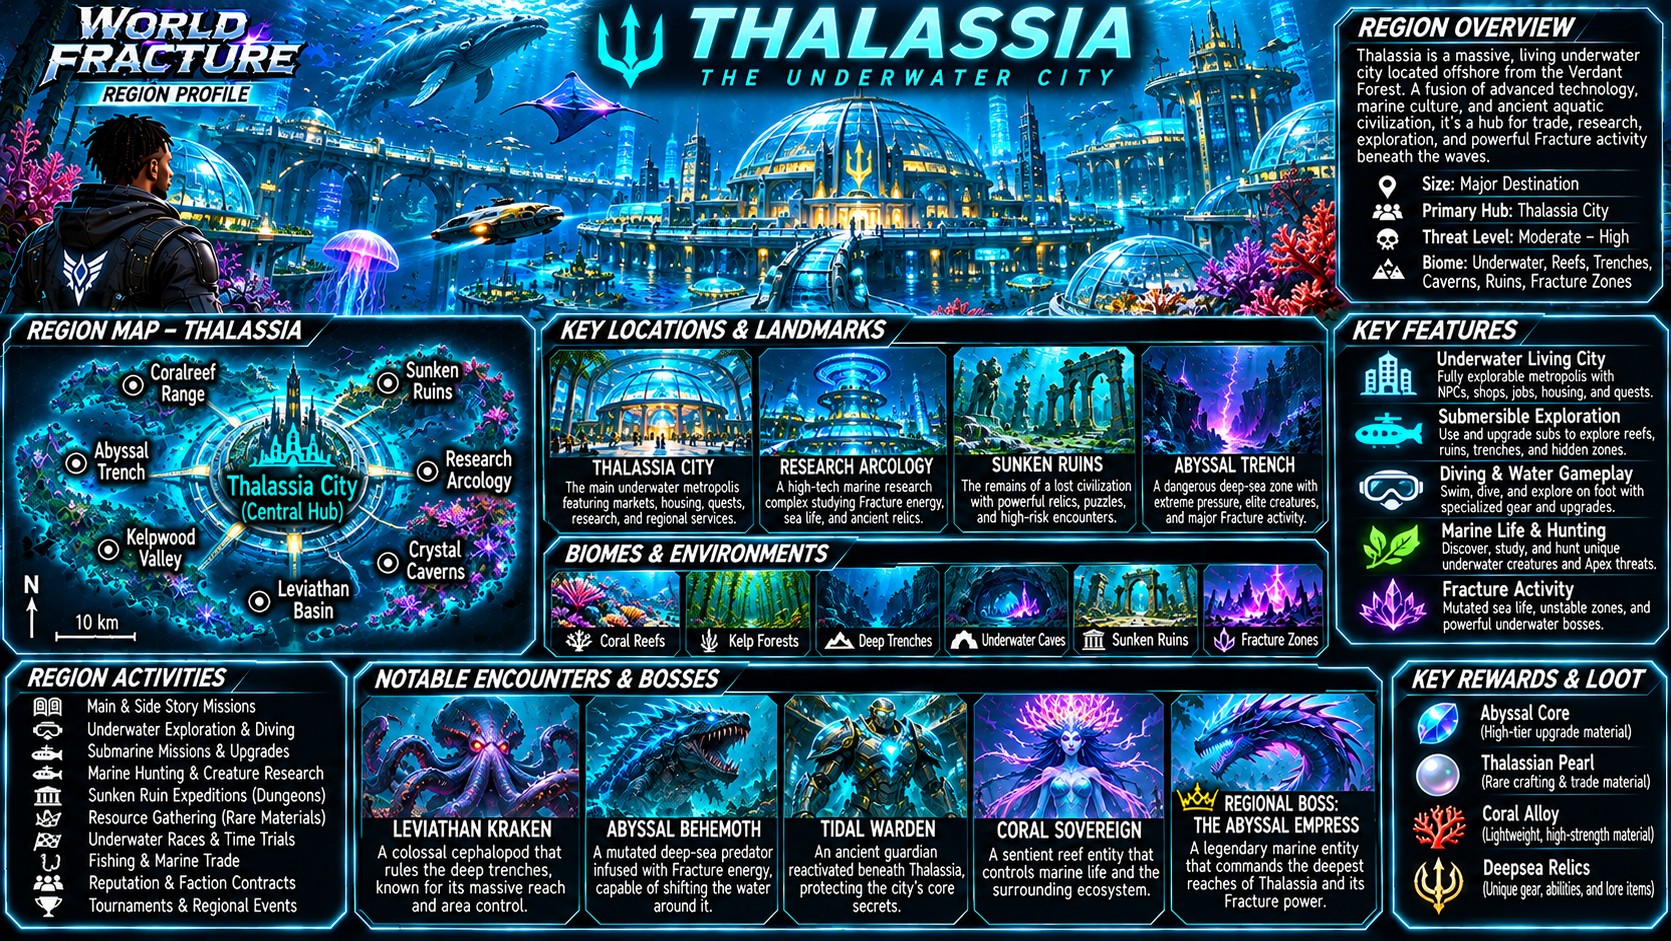 WORLD
FRACTURE
REGION PROFILE
THALASSIA
THE UNDERWATER CITY
REGION OVERVIEW
Thalassia is a massive, living underwater
city located offshore from the Verdant
Forest. A fusion of advanced technology,
marine culture, and ancient aquatic
civilization, it's a hub for trade, research,
exploration, and powerful Fracture activity
beneath the waves.
Size: Major Destination
Primary Hub: Thalassia City
Threat Level: Moderate – High
Biome: Underwater, Reefs, Trenches,
Caverns, Ruins, Fracture Zones
REGION MAP – THALASSIA
Coralreef
Range
Sunken
Ruins
Abyssal
Trench
Research
Arcology
Thalassia City
(Central Hub)
Kelpwood
Valley
Crystal
Caverns
Leviathan
Basin
N
10 km
KEY LOCATIONS & LANDMARKS
THALASSIA CITY
The main underwater metropolis
featuring markets, housing, quests,
research, and regional services.
RESEARCH ARCOLOGY
A high-tech marine research
complex studying Fracture energy,
sea life, and ancient relics.
SUNKEN RUINS
The remains of a lost civilization
with powerful relics, puzzles,
and high-risk encounters.
ABYSSAL TRENCH
A dangerous deep-sea zone with
extreme pressure, elite creatures,
and major Fracture activity.
BIOMES & ENVIRONMENTS
Coral Reefs
Kelp Forests
Deep Trenches
Underwater Caves
Sunken Ruins
Fracture Zones
KEY FEATURES
Underwater Living City
Fully explorable metropolis with
NPCs, shops, jobs, housing, and quests.
Submersible Exploration
Use and upgrade subs to explore reefs,
ruins, trenches, and hidden zones.
Diving & Water Gameplay
Swim, dive, and explore on foot with
specialized gear and upgrades.
Marine Life & Hunting
Discover, study, and hunt unique
underwater creatures and Apex threats.
Fracture Activity
Mutated sea life, unstable zones, and
powerful underwater bosses.
REGION ACTIVITIES
Main & Side Story Missions
Underwater Exploration & Diving
Submarine Missions & Upgrades
Marine Hunting & Creature Research
Sunken Ruin Expeditions (Dungeons)
Resource Gathering (Rare Materials)
Underwater Races & Time Trials
Fishing & Marine Trade
Reputation & Faction Contracts
Tournaments & Regional Events
NOTABLE ENCOUNTERS & BOSSES
LEVIATHAN KRAKEN
A colossal cephalopod that
rules the deep trenches,
known for its massive reach
and area control.
ABYSSAL BEHEMOTH
A mutated deep-sea predator
infused with Fracture energy,
capable of shifting the water
around it.
TIDAL WARDEN
An ancient guardian
reactivated beneath Thalassia,
protecting the city's core
secrets.
CORAL SOVEREIGN
A sentient reef entity that
controls marine life and the
surrounding ecosystem.
REGIONAL BOSS:
THE ABYSSAL EMPRESS
A legendary marine entity
that commands the deepest
reaches of Thalassia and its
Fracture power.
KEY REWARDS & LOOT
Abyssal Core
(High-tier upgrade material)
Thalassian Pearl
(Rare crafting & trade material)
Coral Alloy
(Lightweight, high-strength material)
Deepsea Relics
(Unique gear, abilities, and lore items)